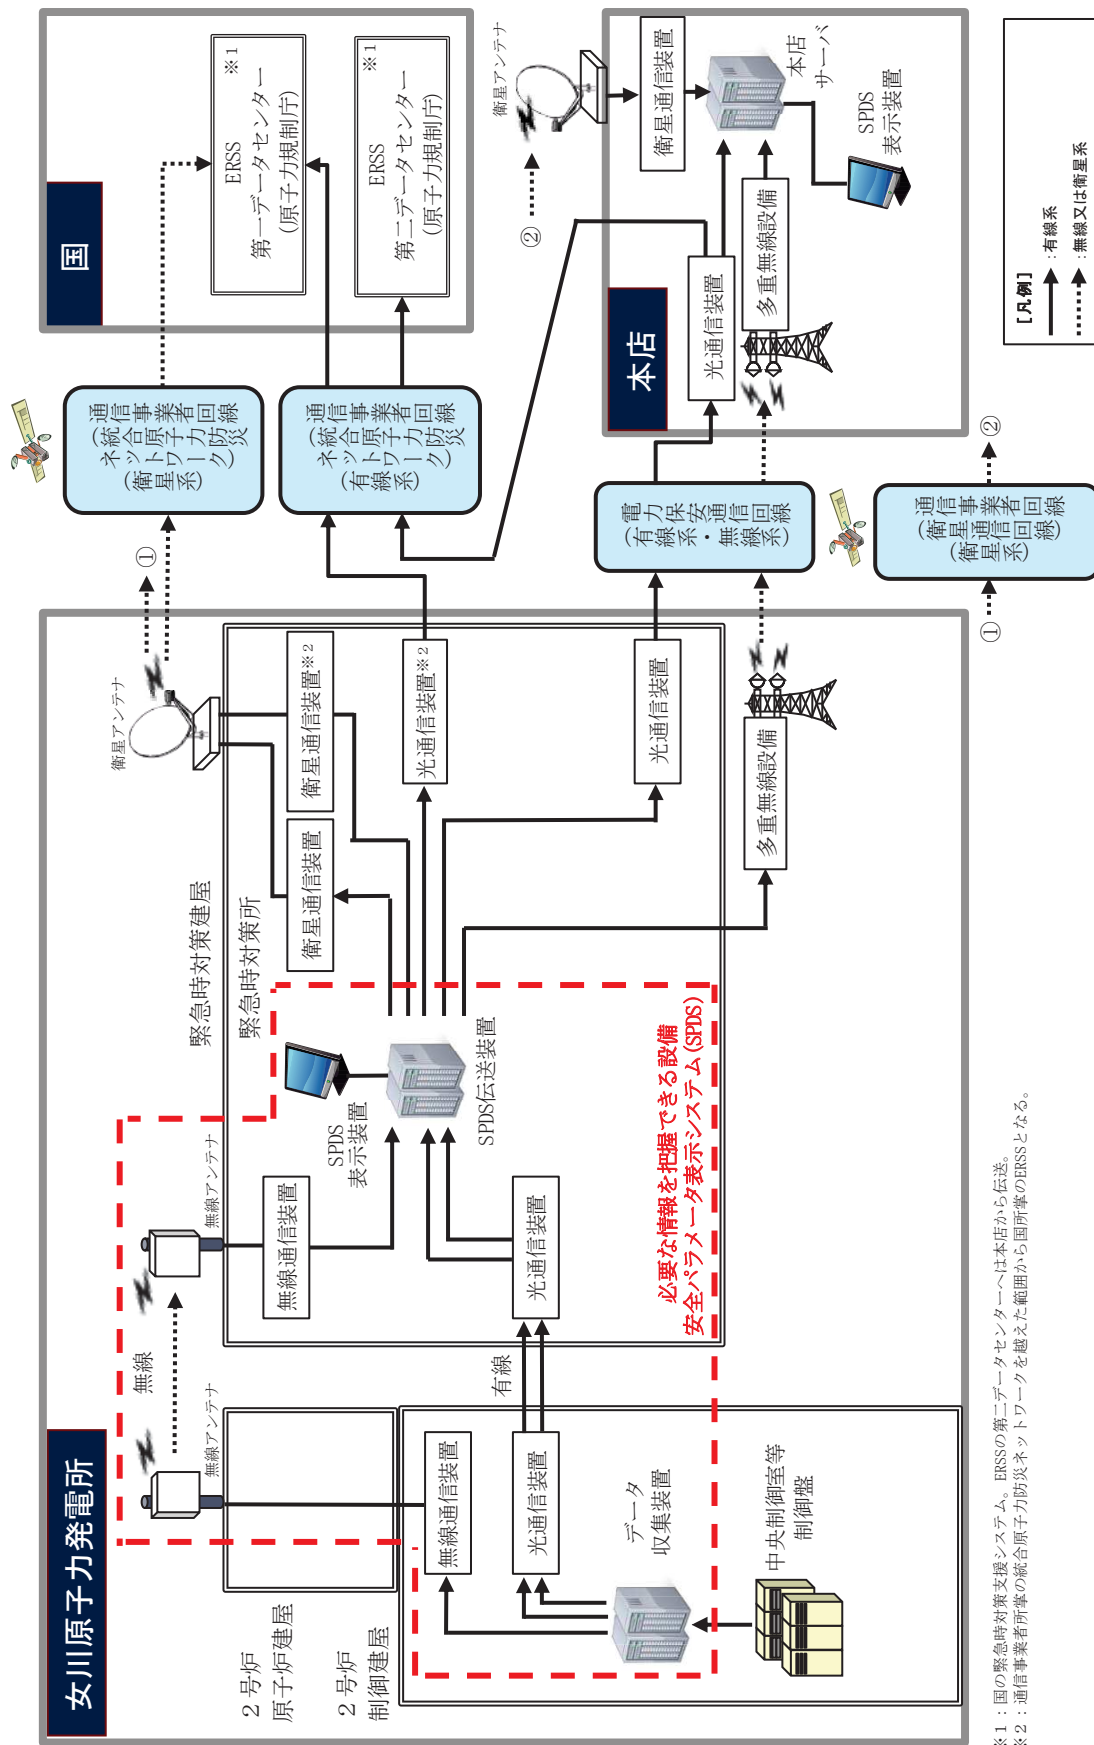 女川原子力発電所
2号炉
原子炉建屋
2号炉
制御建屋
無線アンテナ
無線
無線アンテナ
無線通信装置
光通信装置
データ
収集装置
中央制御室等
制御盤
有線
緊急時対策建屋
緊急時対策所
無線通信装置
光通信装置
SPDS
表示装置
SPDS伝送装置
必要な情報を把握できる設備
安全パラメータ表示システム(SPDS)
衛星アンテナ
衛星通信装置
衛星通信装置※2
光通信装置※2
光通信装置
多重無線設備
①
通信事業者回線
(統合原子力防災
ネットワーク)
(衛星系)
通信事業者回線
(統合原子力防災
ネットワーク)
(有線系)
電力保安通信回線
(有線系・無線系)
①
通信事業者回線
(衛星通信回線)
(衛星系)
②
国
ERSS ※1
第一データセンター
(原子力規制庁)
ERSS ※1
第二データセンター
(原子力規制庁)
本店
②
衛星アンテナ
衛星通信装置
光通信装置
多重無線設備
本店
サーバ
SPDS
表示装置
[凡例]
:有線系
:無線又は衛星系
※1:国の緊急時対策支援システム。ERSSの第二データセンターへは本店から伝送。
※2:通信事業者所掌の統合原子力防災ネットワークを越えた範囲から国所掌のERSSとなる。